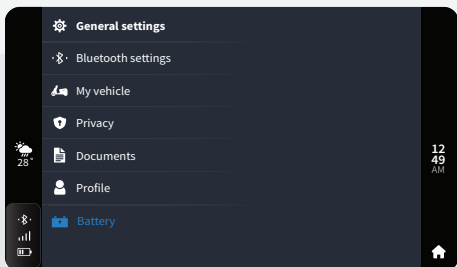 General settings
Bluetooth settings
My vehicle
Privacy
Documents
Profile
Battery
28°
12
49
AM